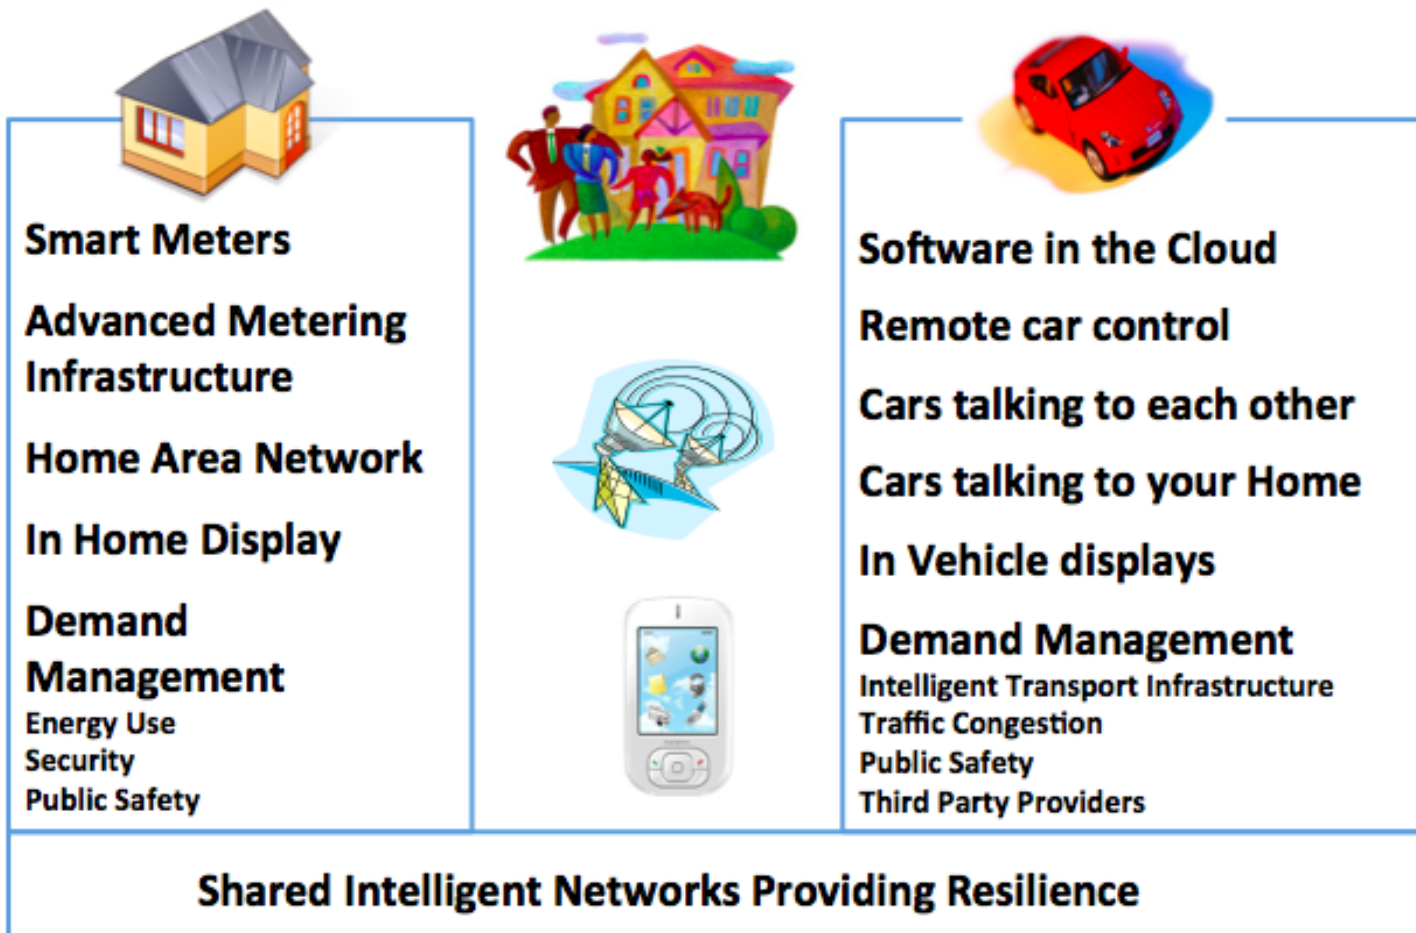 Smart Meters
Advanced Metering
Infrastructure
Home Area Network
In Home Display
Demand
Management
Energy Use
Security
Public Safety
Software in the Cloud
Remote car control
Cars talking to each other
Cars talking to your Home
In Vehicle displays
Demand Management
Intelligent Transport Infrastructure
Traffic Congestion
Public Safety
Third Party Providers
Shared Intelligent Networks Providing Resilience